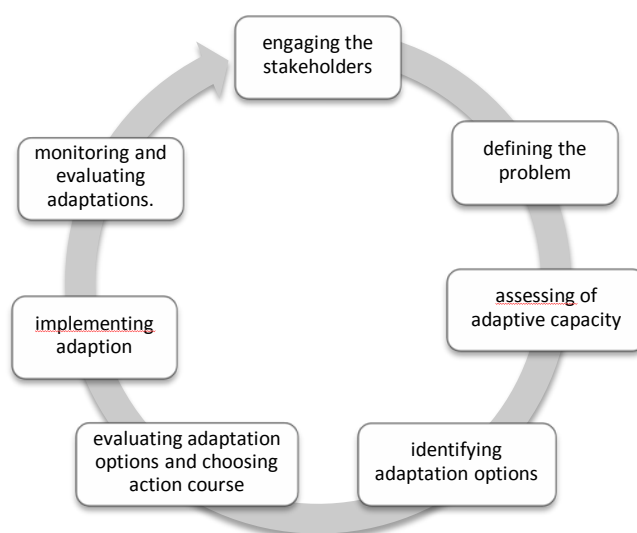 engaging the
stakeholders
defining the
problem
assessing of
adaptive capacity
identifying
adaptation options
evaluating adaptation
options and choosing
action course
implementing
adaption
monitoring and
evaluating
adaptations.